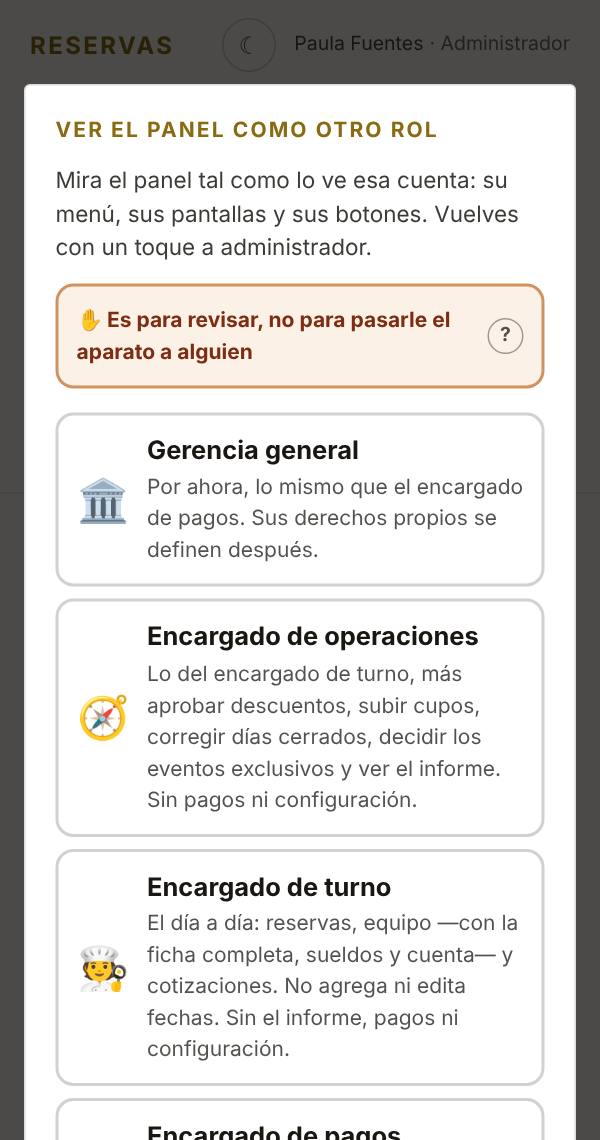 RESERVAS
Paula Fuentes · Administrador
VER EL PANEL COMO OTRO ROL
Mira el panel tal como lo ve esa cuenta: su
menú, sus pantallas y sus botones. Vuelves
con un toque a administrador.
✋ Es para revisar, no para pasarle el
aparato a alguien
?
Gerencia general
Por ahora, lo mismo que el encargado
de pagos. Sus derechos propios se
definen después.
Encargado de operaciones
Lo del encargado de turno, más
aprobar descuentos, subir cupos,
corregir días cerrados, decidir los
eventos exclusivos y ver el informe.
Sin pagos ni configuración.
Encargado de turno
El día a día: reservas, equipo —con la
ficha completa, sueldos y cuenta— y
cotizaciones. No agrega ni edita
fechas. Sin el informe, pagos ni
configuración.
Encargado de pagos